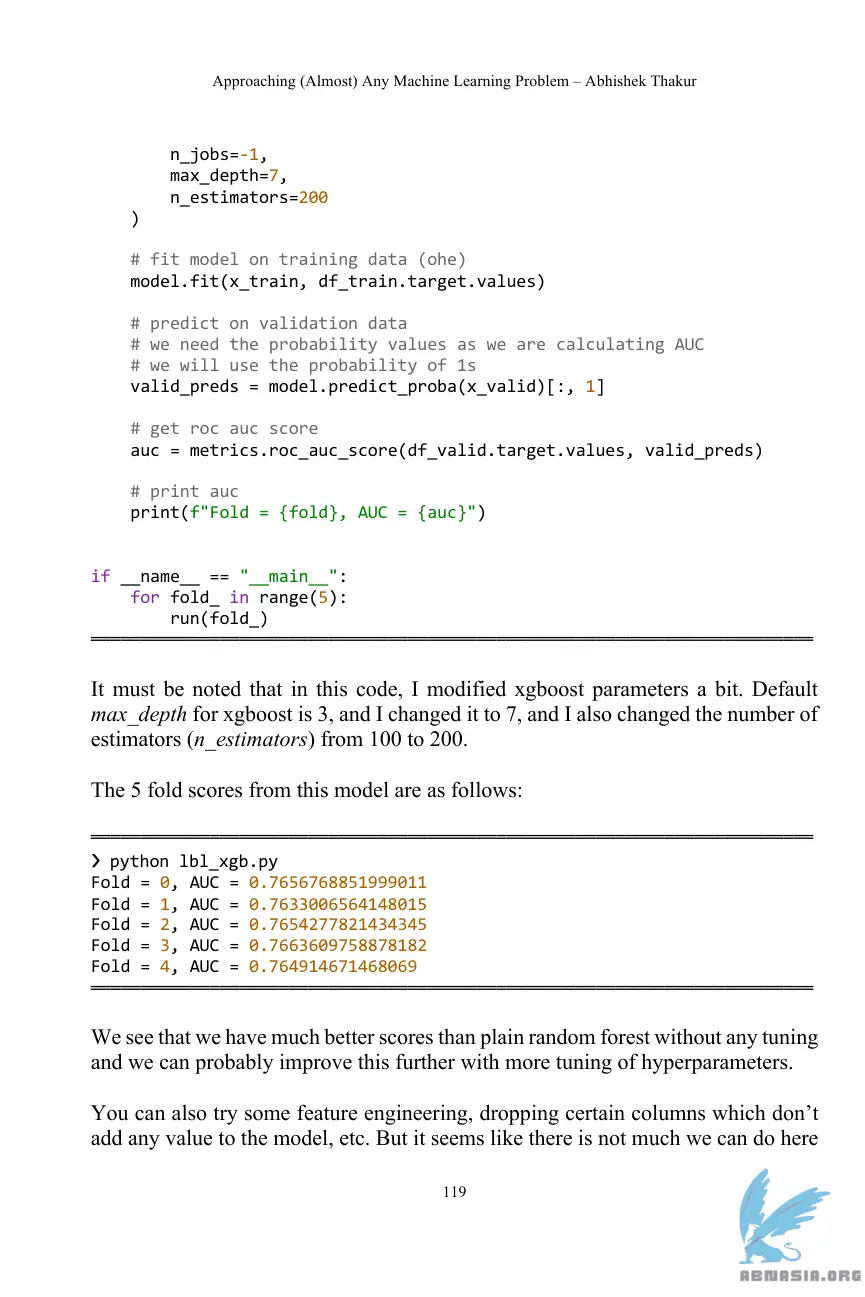 Approaching (Almost) Any Machine Learning Problem – Abhishek Thakur
        n_jobs=-1,
        max_depth=7,
        n_estimators=200
    )
    # fit model on training data (ohe)
    model.fit(x_train, df_train.target.values)
    # predict on validation data
    # we need the probability values as we are calculating AUC
    # we will use the probability of 1s
    valid_preds = model.predict_proba(x_valid)[:, 1]
    # get roc auc score
    auc = metrics.roc_auc_score(df_valid.target.values, valid_preds)
    # print auc
    print(f"Fold = {fold}, AUC = {auc}")
if __name__ == "__main__":
    for fold_ in range(5):
        run(fold_)
It must be noted that in this code, I modified xgboost parameters a bit. Default
max_depth for xgboost is 3, and I changed it to 7, and I also changed the number of
estimators (n_estimators) from 100 to 200.
The 5 fold scores from this model are as follows:
❯ python lbl_xgb.py
Fold = 0, AUC = 0.7656768851999011
Fold = 1, AUC = 0.7633006564148015
Fold = 2, AUC = 0.7654277821434345
Fold = 3, AUC = 0.7663609758878182
Fold = 4, AUC = 0.764914671468069
We see that we have much better scores than plain random forest without any tuning
and we can probably improve this further with more tuning of hyperparameters.
You can also try some feature engineering, dropping certain columns which don’t
add any value to the model, etc. But it seems like there is not much we can do here
119
ABNASIA.ORG